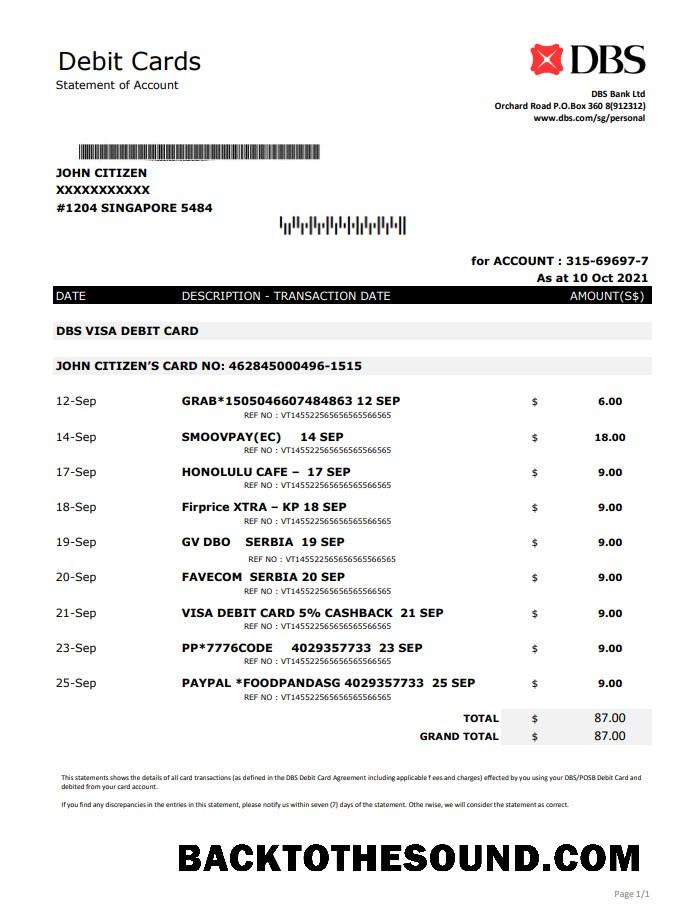 Debit Cards
Statement of Account
DBS
DBS Bank Ltd
Orchard Road P.O.Box 360 8(912312)
www.dbs.com/sg/personal
JOHN CITIZEN
XXXXXXXXXXX
#1204 SINGAPORE 5484
for ACCOUNT : 315-69697-7
As at 10 Oct 2021
DATE DESCRIPTION - TRANSACTION DATE AMOUNT(S$)
DBS VISA DEBIT CARD
JOHN CITIZEN’S CARD NO: 462845000496-1515
12-Sep GRAB*1505046607484863 12 SEP $ 6.00
REF NO : VT145522565656565566565
14-Sep SMOOVPAY(EC) 14 SEP $ 18.00
REF NO : VT145522565656565566565
17-Sep HONOLULU CAFE – 17 SEP $ 9.00
REF NO : VT145522565656565566565
18-Sep Firprice XTRA – KP 18 SEP $ 9.00
REF NO : VT145522565656565566565
19-Sep GV DBO SERBIA 19 SEP $ 9.00
REF NO : VT145522565656565566565
20-Sep FAVECOM SERBIA 20 SEP $ 9.00
REF NO : VT145522565656565566565
21-Sep VISA DEBIT CARD 5% CASHBACK 21 SEP $ 9.00
REF NO : VT145522565656565566565
23-Sep PP*7776CODE 4029357733 23 SEP $ 9.00
REF NO : VT145522565656565566565
25-Sep PAYPAL *FOODPANDASG 4029357733 25 SEP $ 9.00
REF NO : VT145522565656565566565
TOTAL $ 87.00
GRAND TOTAL $ 87.00
This statements shows the details of all card transactions (as defined in the DBS Debit Card Agreement including applicable f ees and charges) effected by you using your DBS/POSB Debit Card and
debited from your card account.
If you find any discrepancies in the entries in this statement, please notify us within seven (7) days of the statement. Othe rwise, we will consider the statement as correct.
BACKTOTHESOUND.COM
Page 1/1